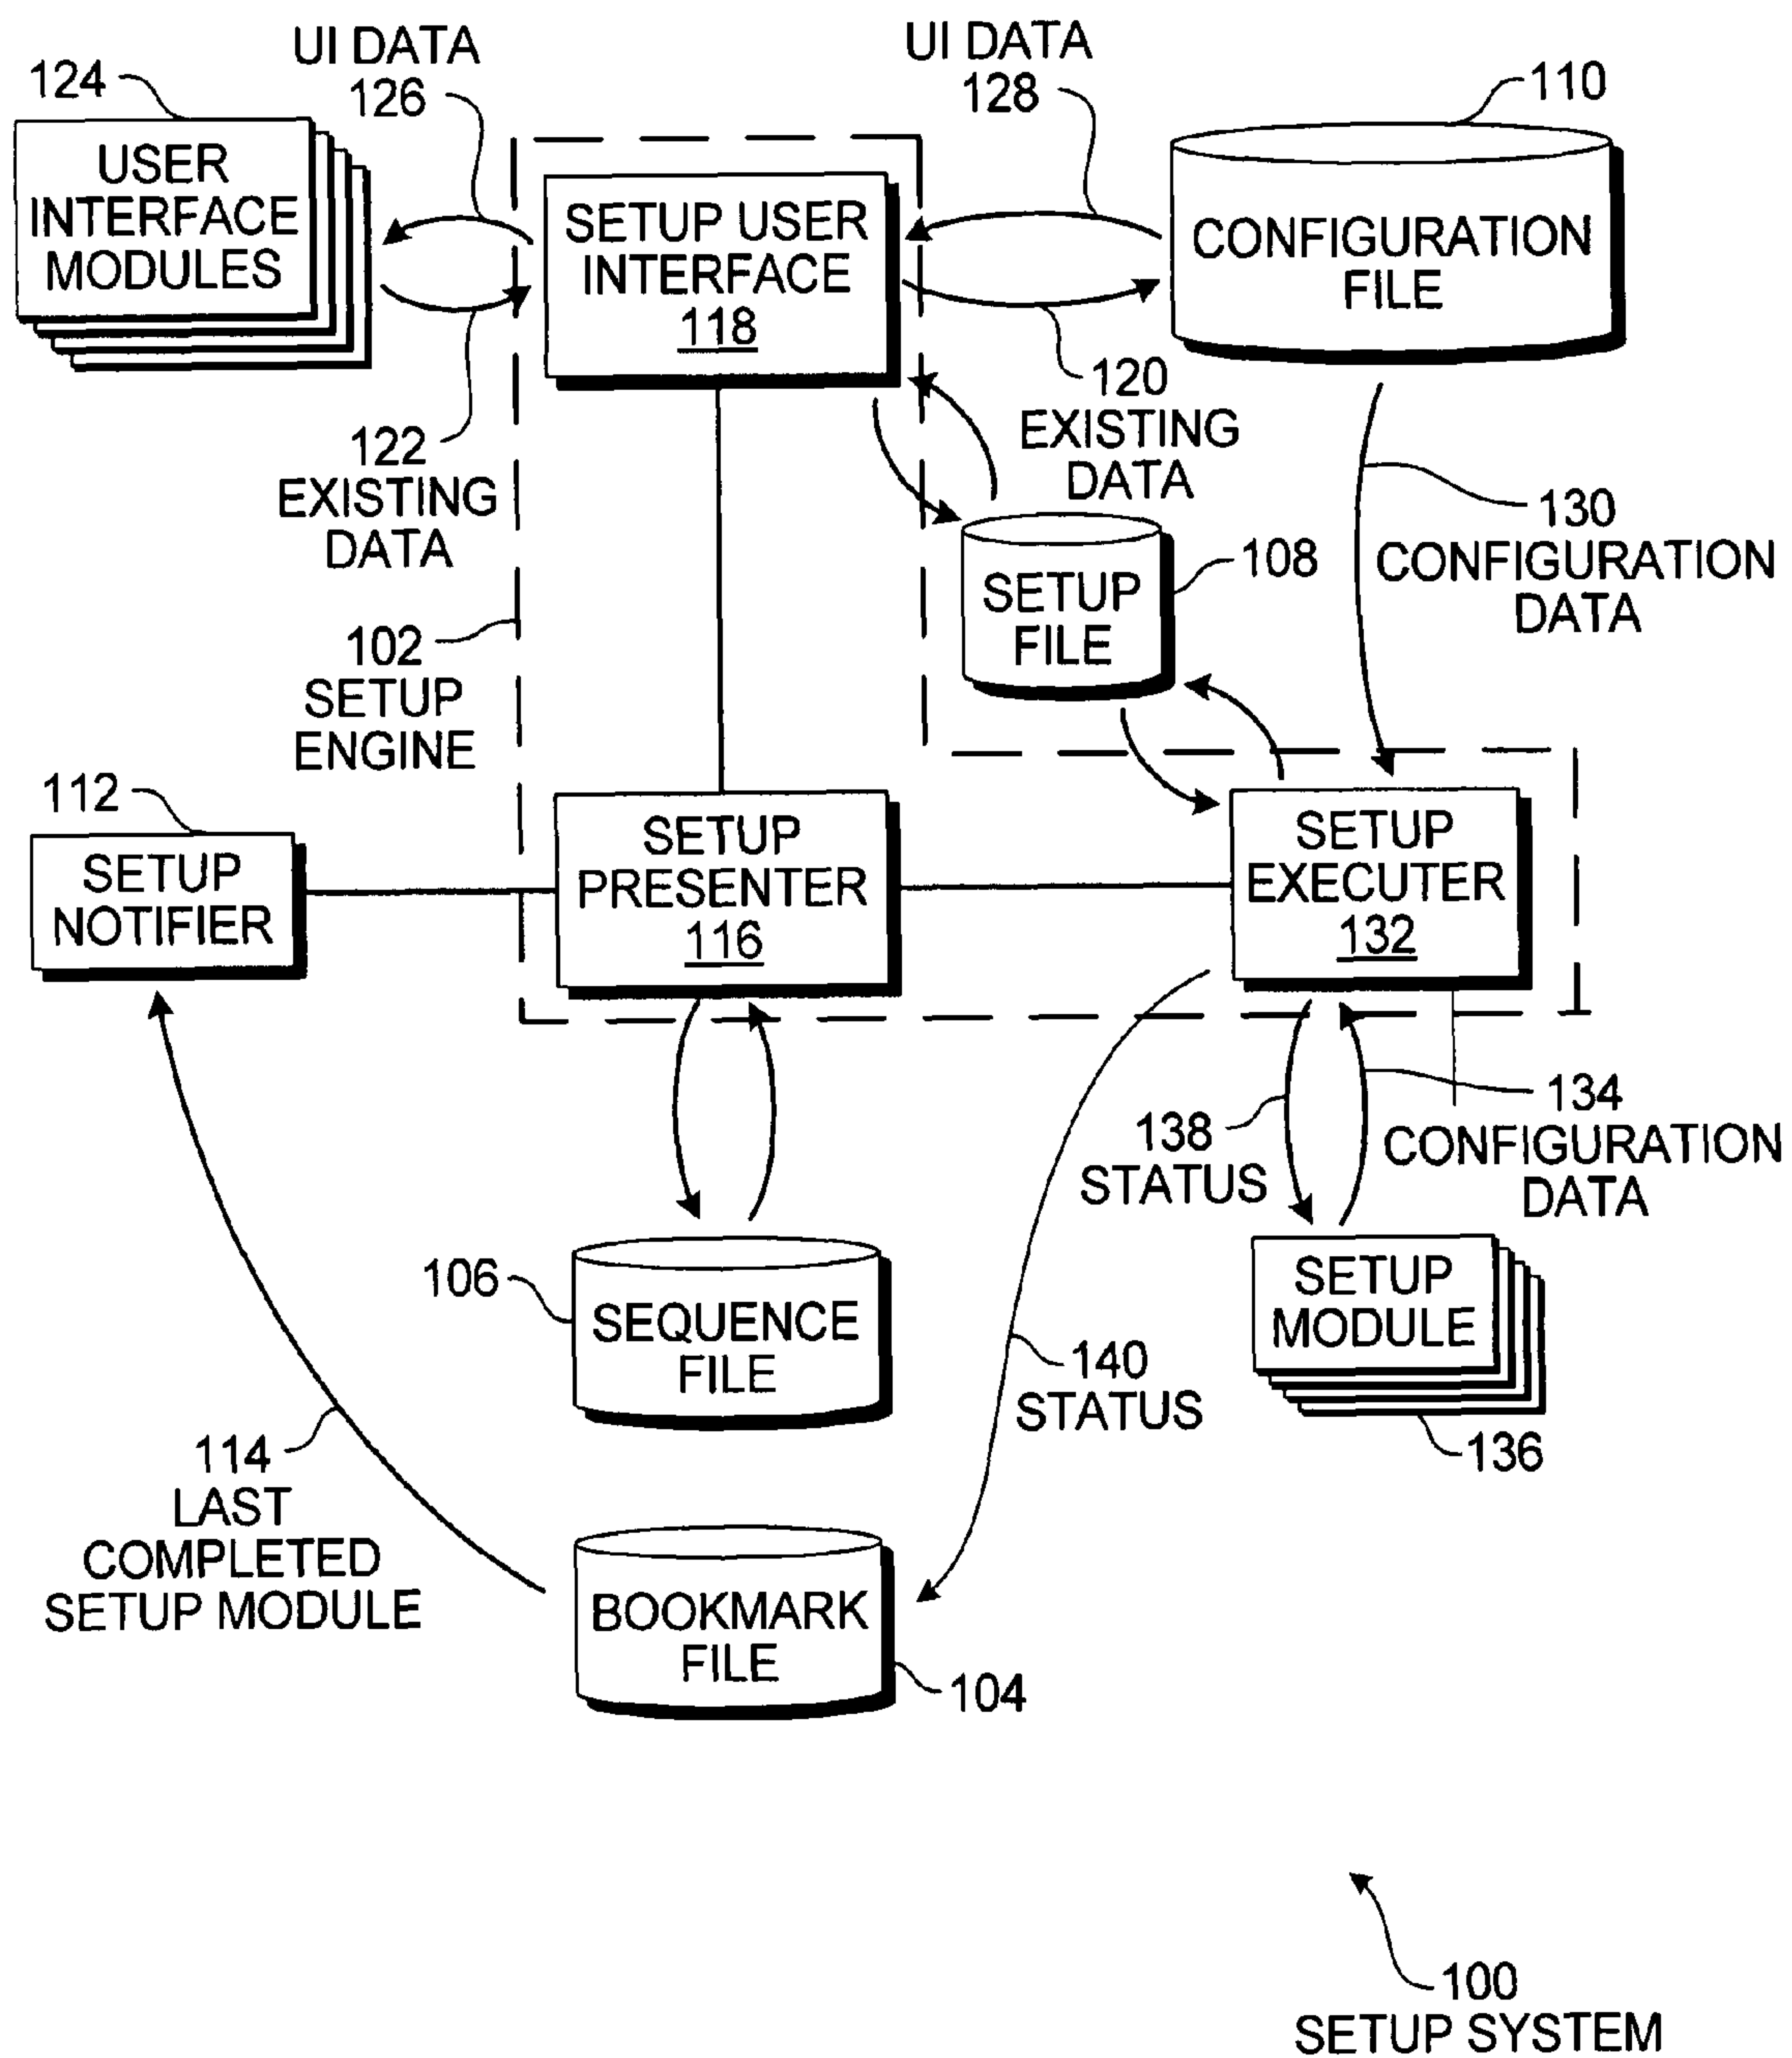 UI DATA
126
UI DATA
128
124
110
USER
INTERFACE
MODULES
SETUP USER
INTERFACE
118
CONFIGURATION
FILE
122
EXISTING
DATA
120
EXISTING
DATA
130
CONFIGURATION
DATA
SETUP
FILE
108
102
SETUP
ENGINE
112
SETUP
NOTIFIER
SETUP
PRESENTER
116
SETUP
EXECUTER
132
138
STATUS
134
CONFIGURATION
DATA
106
SEQUENCE
FILE
SETUP
MODULE
136
140
STATUS
114
LAST
COMPLETED
SETUP MODULE
BOOKMARK
FILE
104
100
SETUP SYSTEM